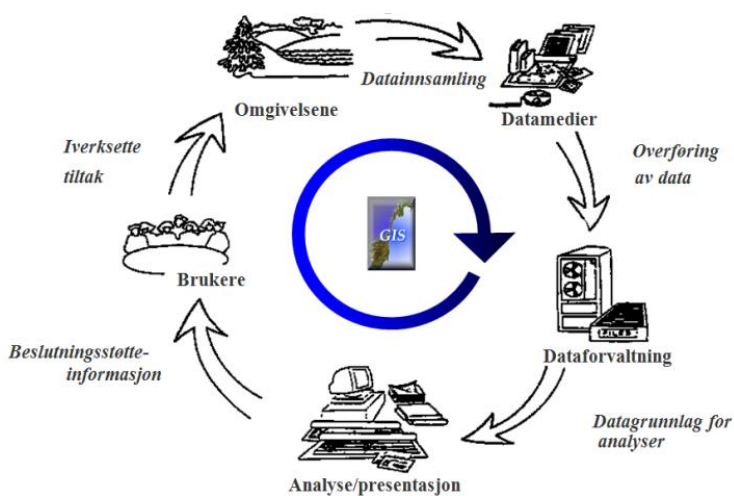 Omgivelsene
Datainnsamling
Datamedier
Overføring
av data
Dataforvaltning
Datagrunnlag for
analyser
Analyse/presentasjon
Beslutningsstøtte-
informasjon
Brukere
Iverksette
tiltak
GIS